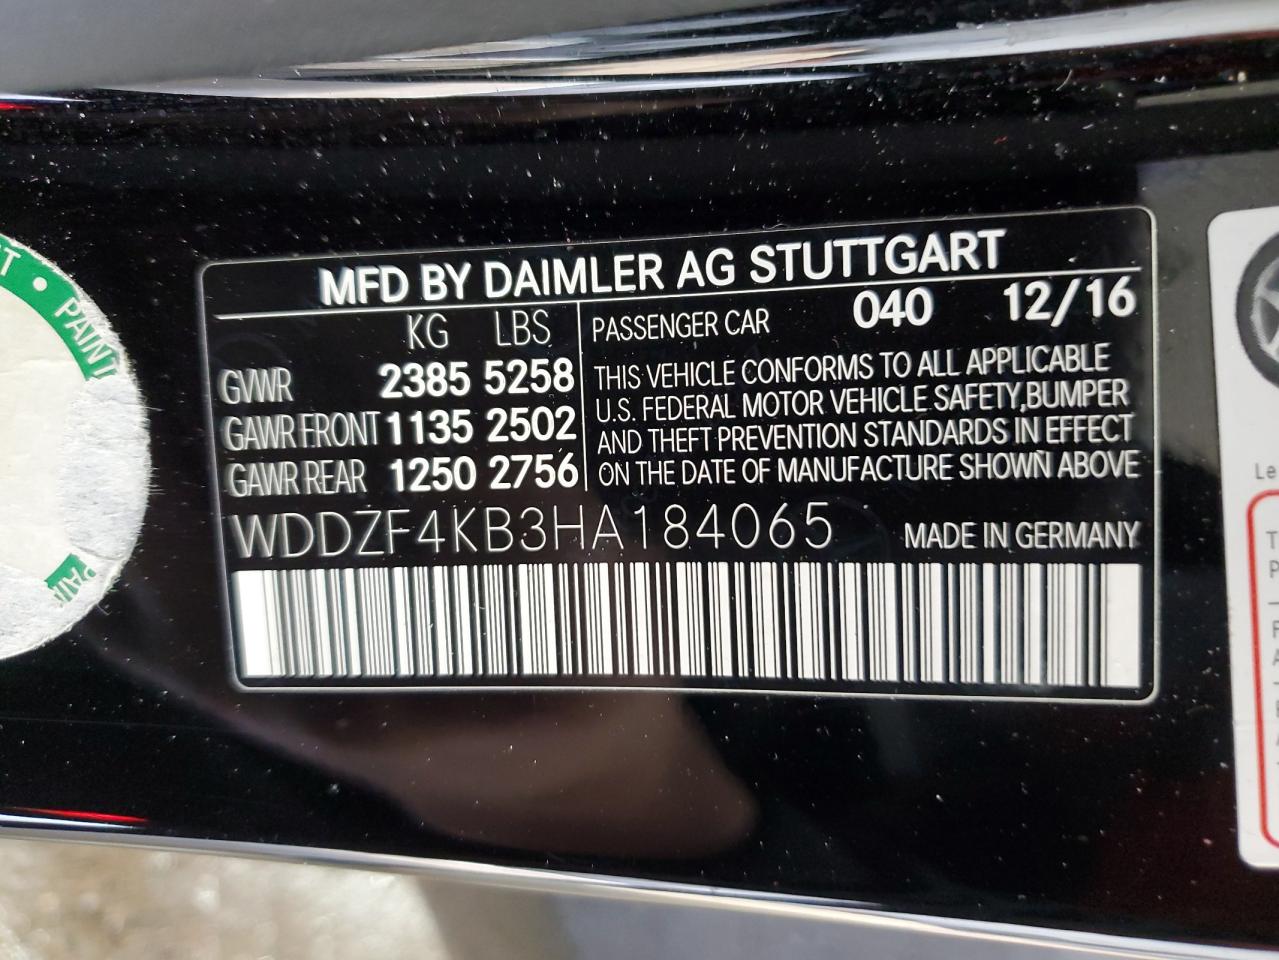 MFD BY DAIMLER AG STUTTGART
KG LBS PASSENGER CAR 040 12/16
GVWR 2385 5258
GAWR FRONT 1135 2502
GAWR REAR 1250 2756
THIS VEHICLE CONFORMS TO ALL APPLICABLE
U.S. FEDERAL MOTOR VEHICLE SAFETY,BUMPER
AND THEFT PREVENTION STANDARDS IN EFFECT
ON THE DATE OF MANUFACTURE SHOWN ABOVE
WDDZF4KB3HA184065 MADE IN GERMANY
• PAINT
Le